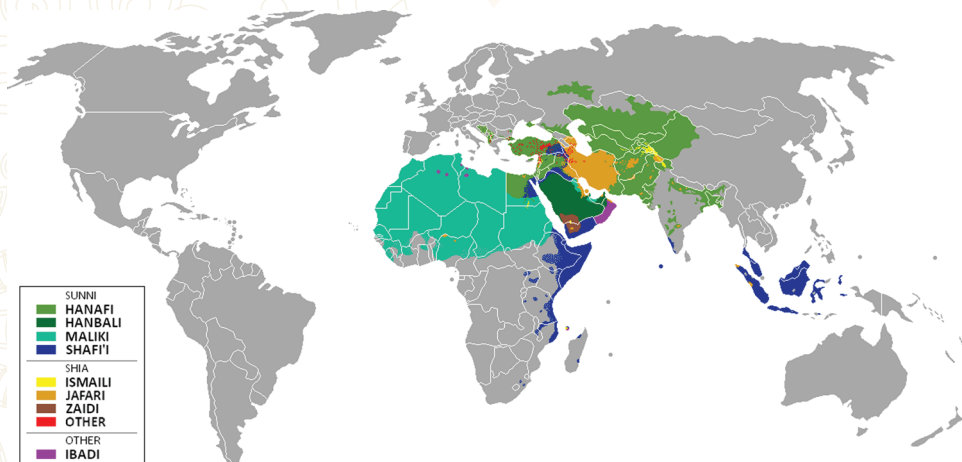 SUNNI
HANAFI
HANBALI
MALIKI
SHAFI'I
SHIA
ISMAILI
JAFARI
ZAIDI
OTHER
OTHER
IBADI